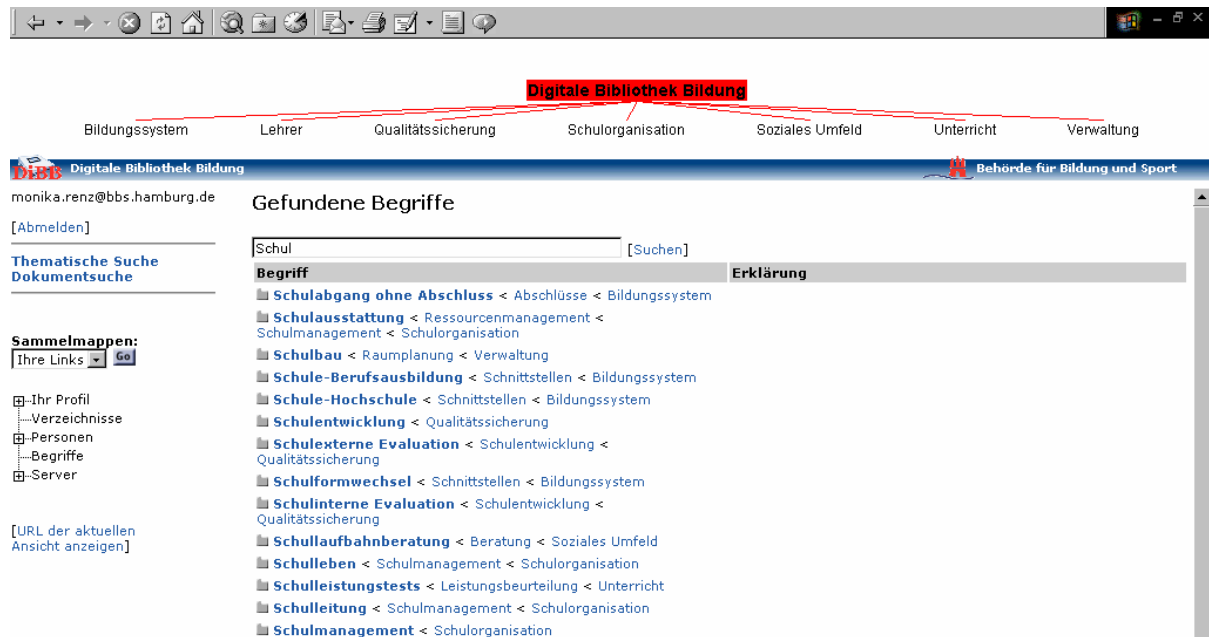 Digitale Bibliothek Bildung
Bildungssystem Lehrer Qualitätssicherung Schulorganisation Soziales Umfeld Unterricht Verwaltung
DiBB Digitale Bibliothek Bildung Behörde für Bildung und Sport
monika.renz@bbs.hamburg.de
[Abmelden]
Thematische Suche
Dokumentsuche
Sammelmappen:
Ihre Links Go
Ihr Profil
Verzeichnisse
Personen
Begriffe
Server
[URL der aktuellen
Ansicht anzeigen]
Gefundene Begriffe
Schul [Suchen]
Begriff Erklärung
Schulabgang ohne Abschluss < Abschlüsse < Bildungssystem
Schulausstattung < Ressourcenmanagement <
Schulmanagement < Schulorganisation
Schulbau < Raumplanung < Verwaltung
Schule-Berufsausbildung < Schnittstellen < Bildungssystem
Schule-Hochschule < Schnittstellen < Bildungssystem
Schulentwicklung < Qualitätssicherung
Schulexterne Evaluation < Schulentwicklung <
Qualitätssicherung
Schulformwechsel < Schnittstellen < Bildungssystem
Schulinterne Evaluation < Schulentwicklung <
Qualitätssicherung
Schullaufbahnberatung < Beratung < Soziales Umfeld
Schulleben < Schulmanagement < Schulorganisation
Schulleistungstests < Leistungsbeurteilung < Unterricht
Schulleitung < Schulmanagement < Schulorganisation
Schulmanagement < Schulorganisation